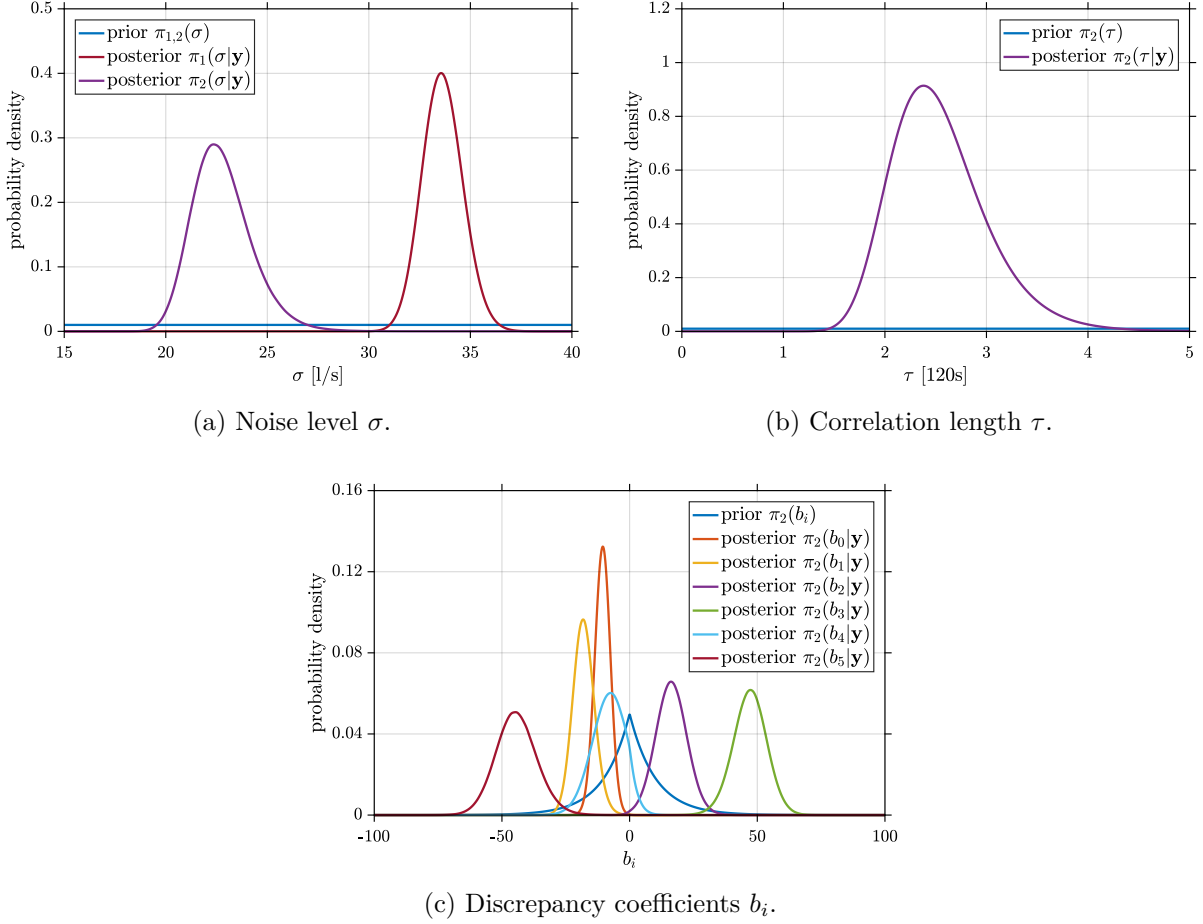 0.5
0.4
0.3
0.2
0.1
0
probability density
prior π₁,₂(σ)
posterior π₁(σ|y)
posterior π₂(σ|y)
15 20 25 30 35 40
σ [l/s]
(a) Noise level σ.
1.2
1
0.8
0.6
0.4
0.2
0
probability density
prior π₂(τ)
posterior π₂(τ|y)
0 1 2 3 4 5
τ [120s]
(b) Correlation length τ.
0.16
0.12
0.08
0.04
0
probability density
prior π₂(bᵢ)
posterior π₂(b₀|y)
posterior π₂(b₁|y)
posterior π₂(b₂|y)
posterior π₂(b₃|y)
posterior π₂(b₄|y)
posterior π₂(b₅|y)
-100 -50 0 50 100
bᵢ
(c) Discrepancy coefficients bᵢ.